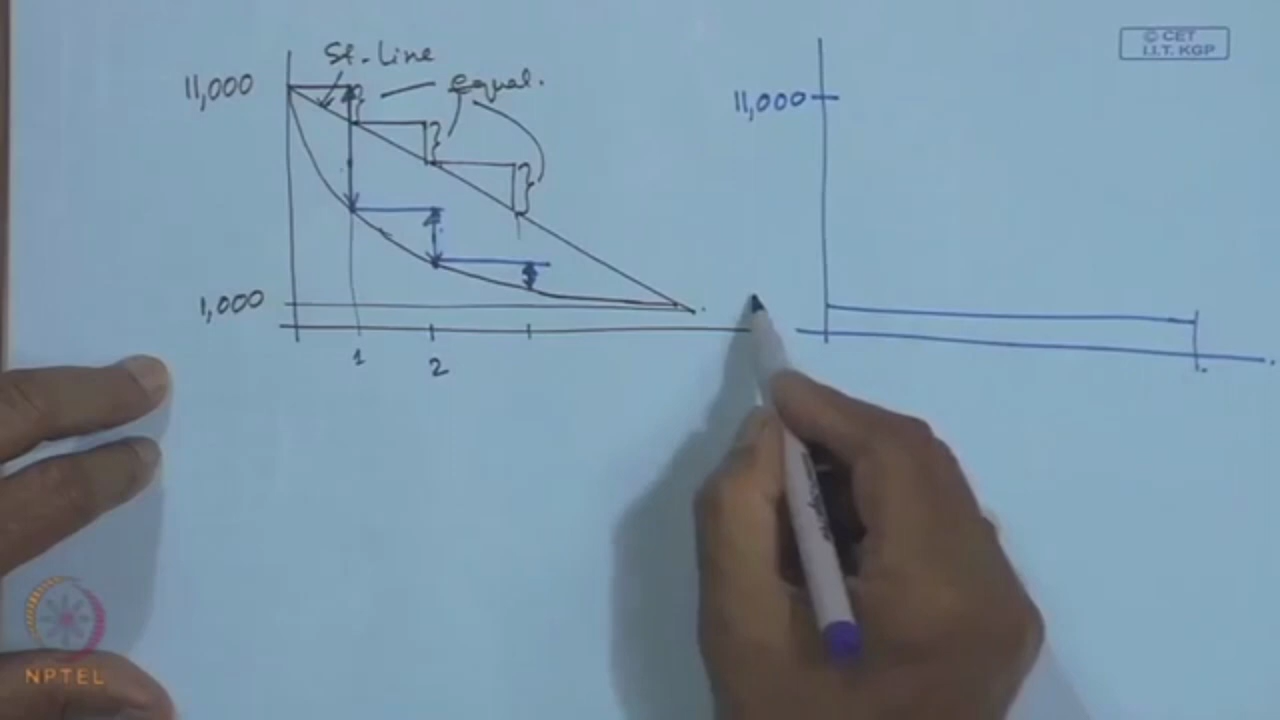 St. Line
11,000
equal.
1,000
1
2
11,000
© CET
I.I.T. KGP
NPTEL